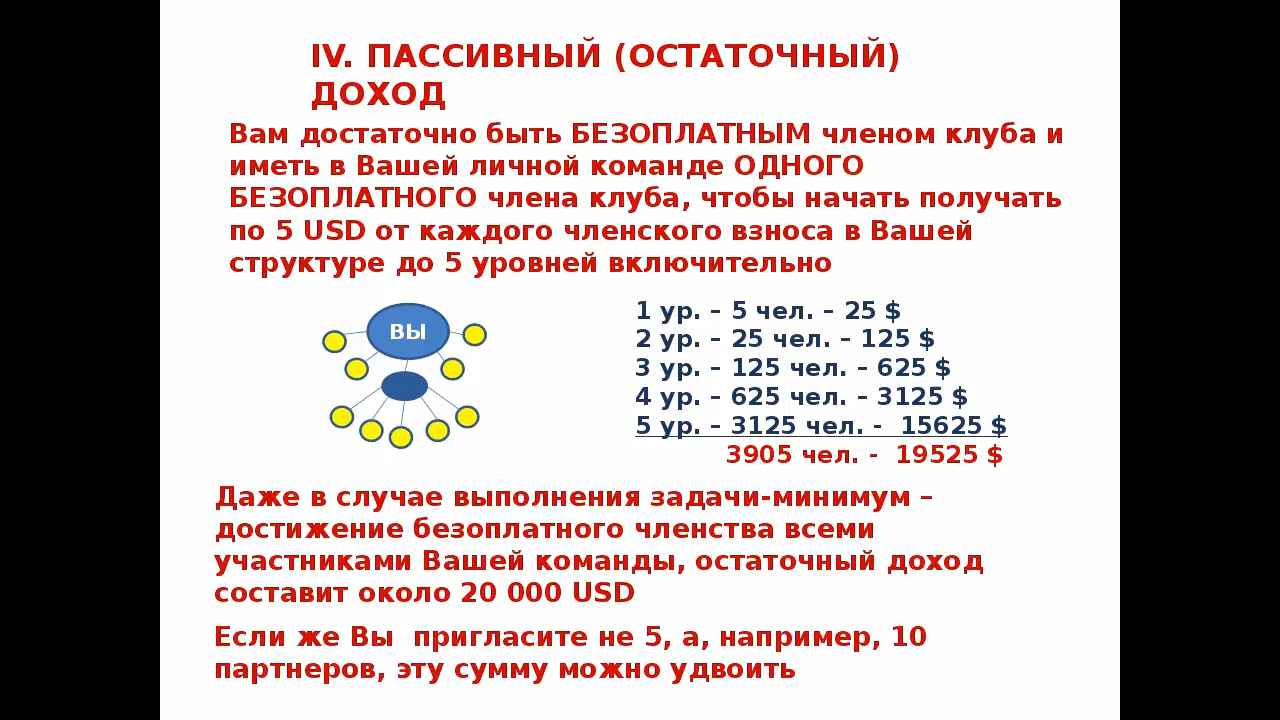 IV. ПАССИВНЫЙ (ОСТАТОЧНЫЙ)
ДОХОД
Вам достаточно быть БЕЗОПЛАТНЫМ членом клуба и
иметь в Вашей личной команде ОДНОГО
БЕЗОПЛАТНОГО члена клуба, чтобы начать получать
по 5 USD от каждого членского взноса в Вашей
структуре до 5 уровней включительно
ВЫ
1 ур. – 5 чел. – 25 $
2 ур. – 25 чел. – 125 $
3 ур. – 125 чел. – 625 $
4 ур. – 625 чел. – 3125 $
5 ур. – 3125 чел. -  15625 $
3905 чел. -  19525 $
Даже в случае выполнения задачи-минимум –
достижение безоплатного членства всеми
участниками Вашей команды, остаточный доход
составит около 20 000 USD
Если же Вы  пригласите не 5, а, например, 10
партнеров, эту сумму можно удвоить